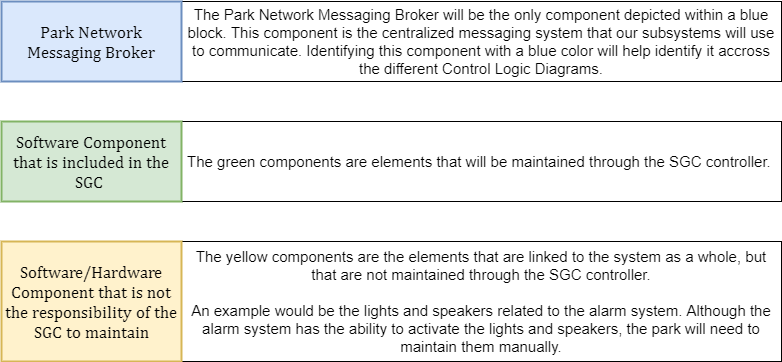 Park Network
Messaging Broker
The Park Network Messaging Broker will be the only component depicted within a blue
block. This component is the centralized messaging system that our subsystems will use
to communicate. Identifying this component with a blue color will help identify it accross
the different Control Logic Diagrams.
Software Component
that is included in the
SGC
The green components are elements that will be maintained through the SGC controller.
Software/Hardware
Component that is not
the responsibility of the
SGC to maintain
The yellow components are the elements that are linked to the system as a whole, but
that are not maintained through the SGC controller.
An example would be the lights and speakers related to the alarm system. Although the
alarm system has the ability to activate the lights and speakers, the park will need to
maintain them manually.